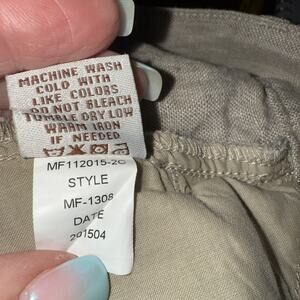 MACHINE WASH
COLD WITH
LIKE COLORS
DO NOT BLEACH
TUMBLE DRY LOW
WARM IRON
IF NEEDED
MF112015-2C
STYLE
MF-1308
DATE
201504